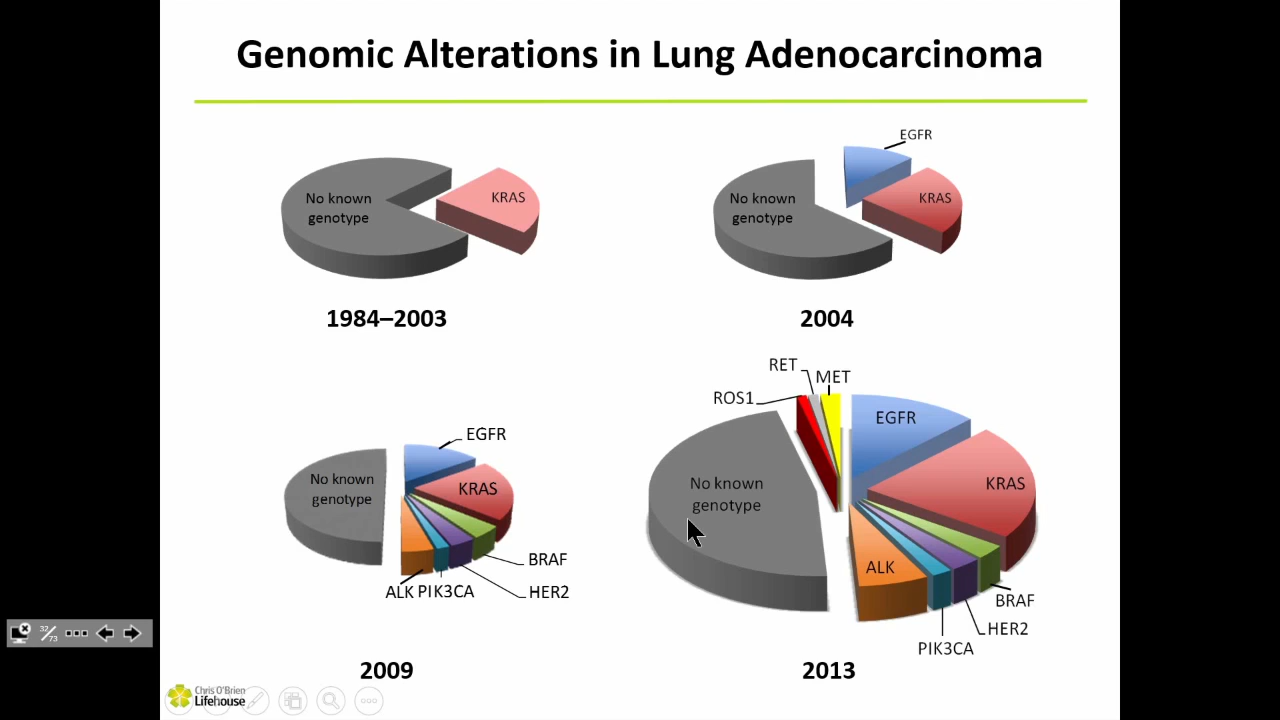 Genomic Alterations in Lung Adenocarcinoma
No known
genotype
KRAS
1984–2003
EGFR
No known
genotype
KRAS
2004
EGFR
No known
genotype
KRAS
BRAF
HER2
PIK3CA
ALK
2009
RET
MET
ROS1
EGFR
No known
genotype
KRAS
ALK
BRAF
HER2
PIK3CA
2013
32/73
Chris O'Brien
Lifehouse